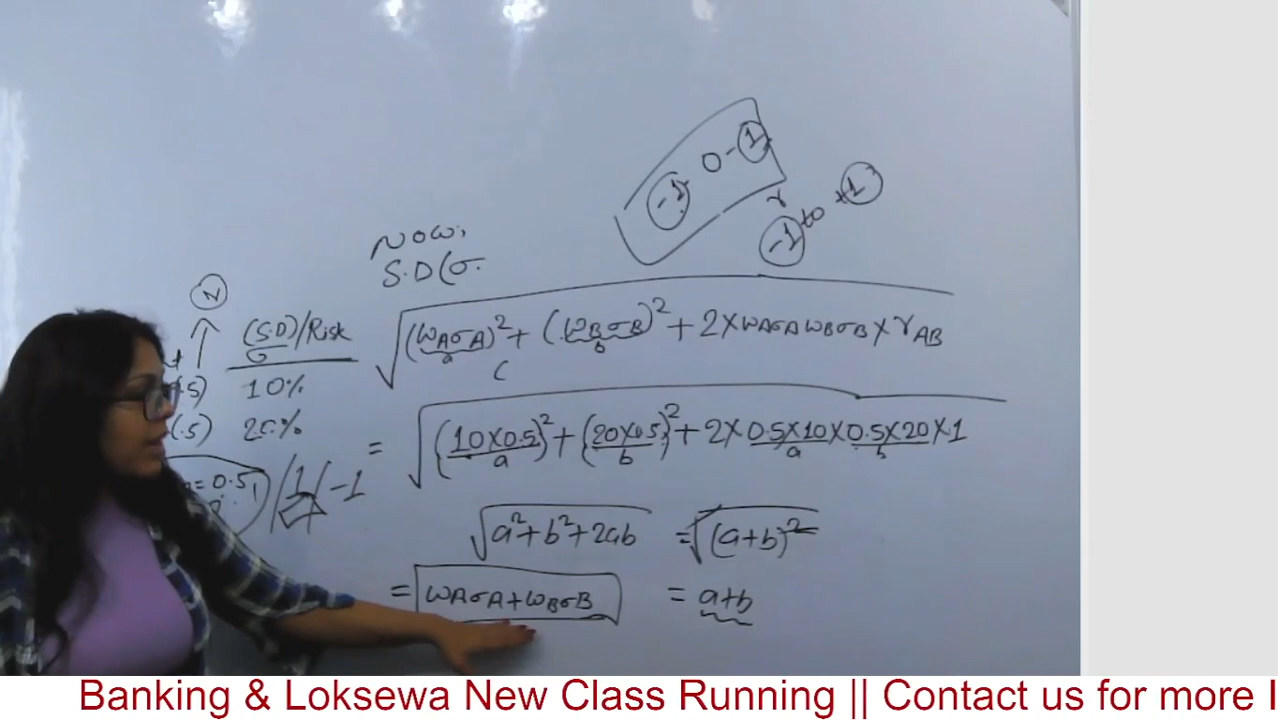 -1 0-1
r
-1 to +1
Now,
S.D(σ.
N
(S.D)/Risk
σ
10%
20%
√(wAσA)² + (wBσB)² + 2×wAσA wBσB × rAB
a b
(
= √(10×0.5)² + (20×0.5)² + 2×0.5×10×0.5×20×1
a b a b
= 0.5, /1/-1
√a²+b²+2ab = √(a+b)²
= wAσA+wBσB = a+b
Banking & Loksewa New Class Running || Contact us for more I